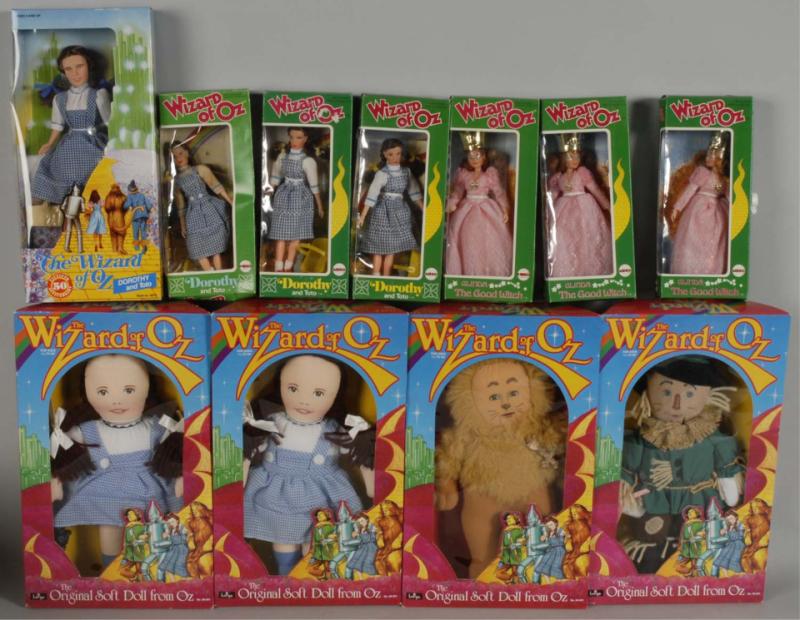 The Wizard
of Oz
50
DOROTHY
and Toto
Wizard
of Oz
Dorothy
and Toto
Wizard
of Oz
Dorothy
and Toto
Wizard
of Oz
Dorothy
and Toto
Wizard
of Oz
GLINDA
The Good Witch
Wizard
of Oz
GLINDA
The Good Witch
Wizard
of Oz
GLINDA
The Good Witch
The
Wizard of Oz
The
Original Soft Doll from Oz
The
Wizard of Oz
The
Original Soft Doll from Oz
The
Wizard of Oz
The
Original Soft Doll from Oz
The
Wizard of Oz
The
Original Soft Doll from Oz